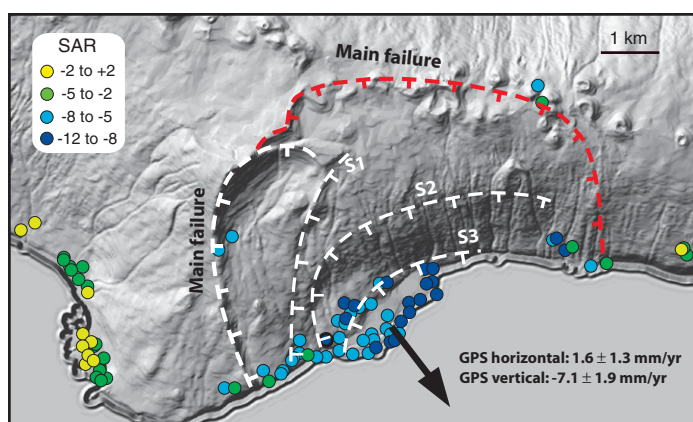 SAR
-2 to +2
-5 to -2
-8 to -5
-12 to -8
1 km
Main failure
Main failure
S1
S2
S3
GPS horizontal: 1.6 ± 1.3 mm/yr
GPS vertical: -7.1 ± 1.9 mm/yr